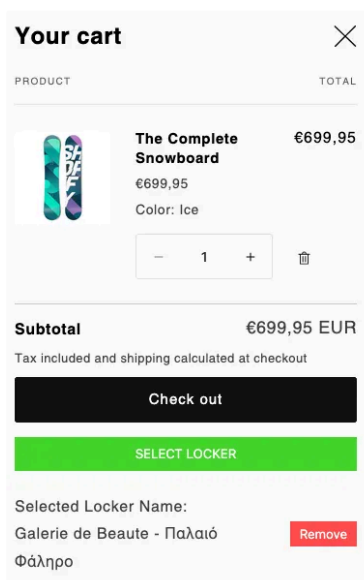 Your cart
PRODUCT TOTAL
The Complete €699,95
Snowboard
€699,95
Color: Ice
− 1 +
Subtotal €699,95 EUR
Tax included and shipping calculated at checkout
Check out
SELECT LOCKER
Selected Locker Name:
Galerie de Beaute - Παλαιό Remove
Φάληρο